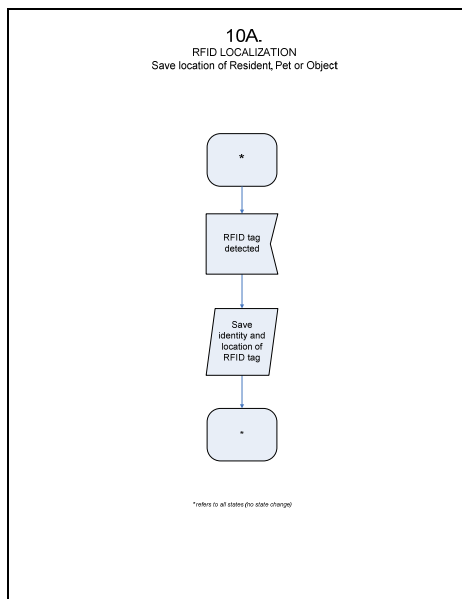 10A.
RFID LOCALIZATION
Save location of Resident, Pet or Object
*
RFID tag
detected
Save
identity and
location of
RFID tag
*
*refers to all states (no state change)